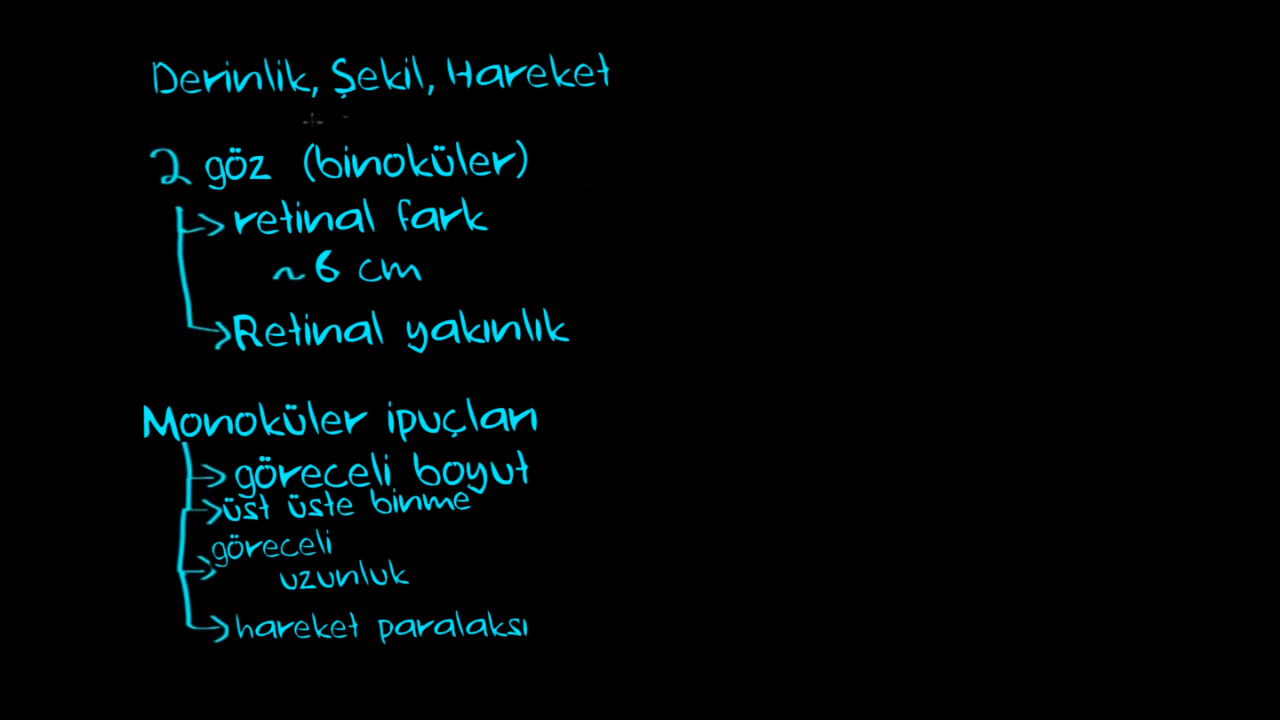 Derinlik, Şekil, Hareket
2 göz (binoküler)
retinal fark
~6 cm
Retinal yakınlık
Monoküler ipuçları
göreceli boyut
üst üste binme
göreceli
uzunluk
hareket paralaksı